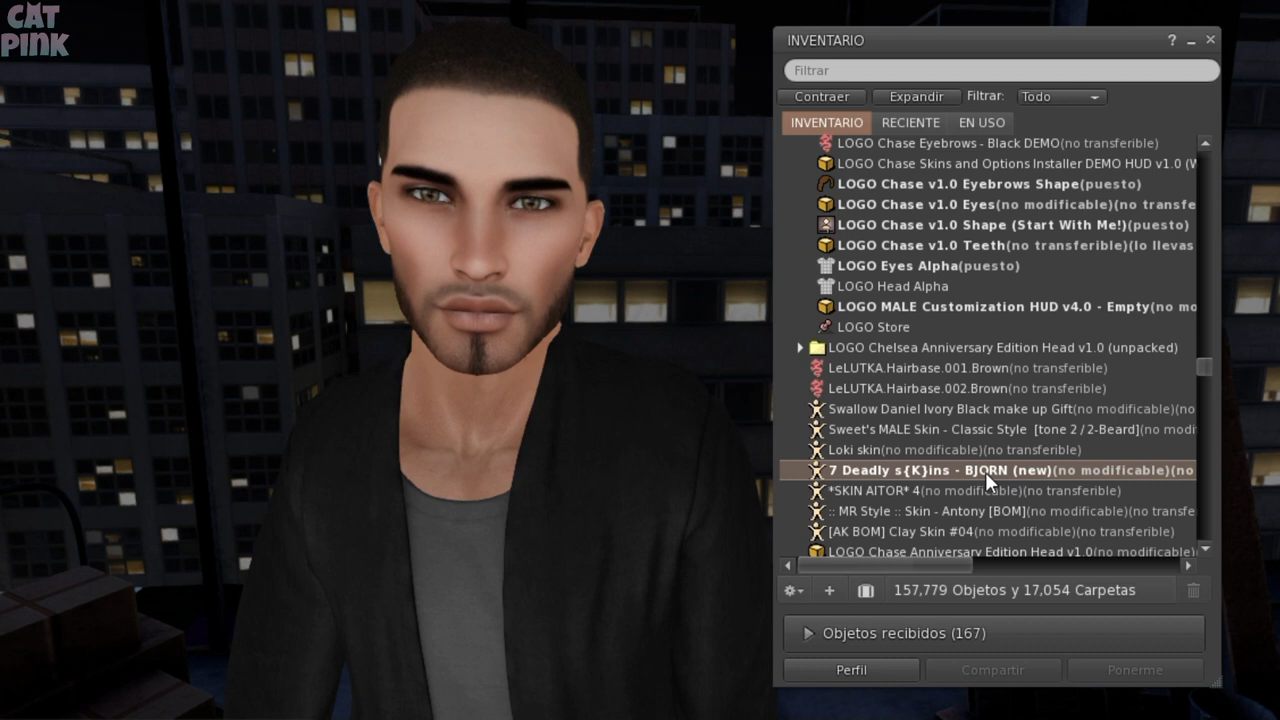 CAT
PINK
INVENTARIO
?
Filtrar
Contraer
Expandir
Filtrar:
Todo
INVENTARIO
RECIENTE
EN USO
LOGO Chase Eyebrows - Black DEMO(no transferible)
LOGO Chase Skins and Options Installer DEMO HUD v1.0 (W
LOGO Chase v1.0 Eyebrows Shape(puesto)
LOGO Chase v1.0 Eyes(no modificable)(no transfe
LOGO Chase v1.0 Shape (Start With Me!)(puesto)
LOGO Chase v1.0 Teeth(no transferible)(lo llevas
LOGO Eyes Alpha(puesto)
LOGO Head Alpha
LOGO MALE Customization HUD v4.0 - Empty(no mo
LOGO Store
LOGO Chelsea Anniversary Edition Head v1.0 (unpacked)
LeLUTKA.Hairbase.001.Brown(no transferible)
LeLUTKA.Hairbase.002.Brown(no transferible)
Swallow Daniel Ivory Black make up Gift(no modificable)(no
Sweet's MALE Skin - Classic Style [tone 2 / 2-Beard](no modif
Loki skin(no modificable)(no transferible)
7 Deadly s{K}ins - BJORN (new)(no modificable)(no
*SKIN AITOR* 4(no modificable)(no transferible)
:: MR Style :: Skin - Antony [BOM](no modificable)(no transfe
[AK BOM] Clay Skin #04(no modificable)(no transferible)
LOGO Chase Anniversary Edition Head v1.0(no modificable)
157,779 Objetos y 17,054 Carpetas
Objetos recibidos (167)
Perfil
Compartir
Ponerme